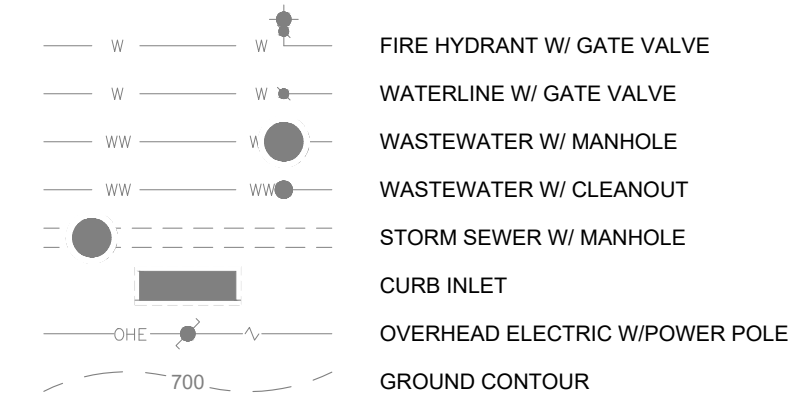 W W FIRE HYDRANT W/ GATE VALVE
W W WATERLINE W/ GATE VALVE
WW WASTEWATER W/ MANHOLE
WW WW WASTEWATER W/ CLEANOUT
STORM SEWER W/ MANHOLE
CURB INLET
OHE OVERHEAD ELECTRIC W/POWER POLE
700 GROUND CONTOUR